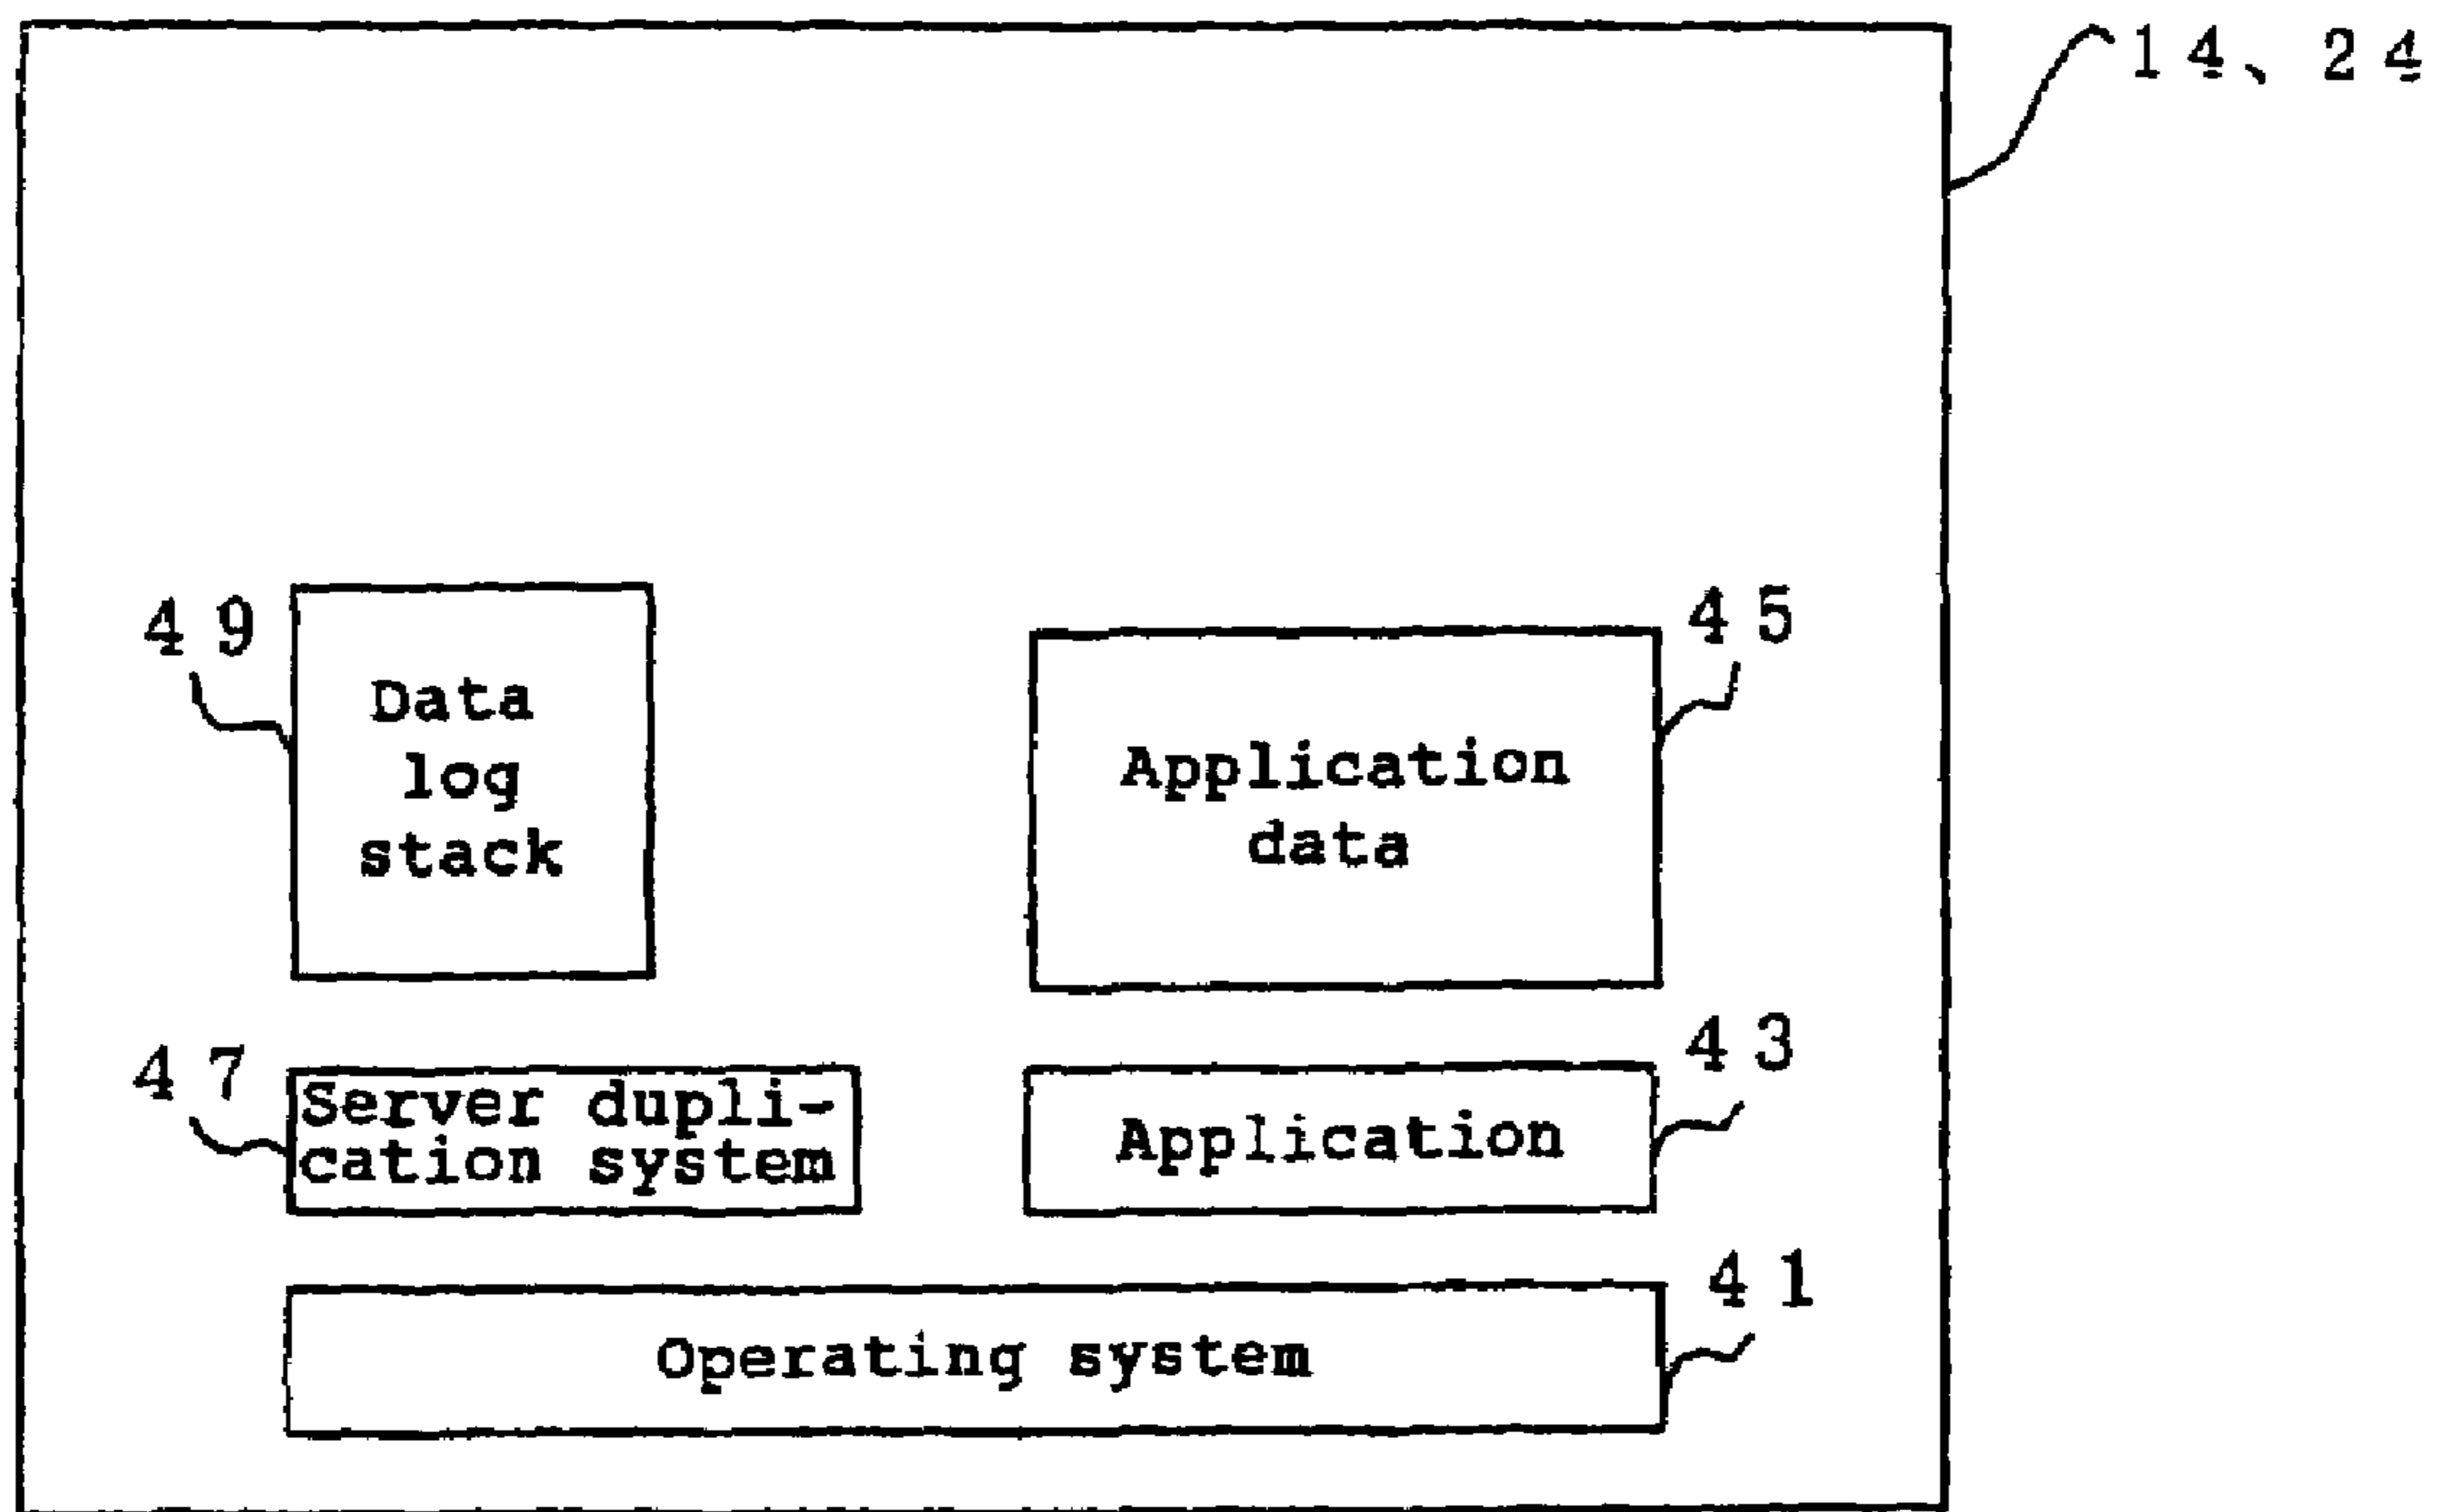 14、24
49
Data
log
stack
45
Application
data
47
Server dupli-
cation system
43
Application
41
Operating system